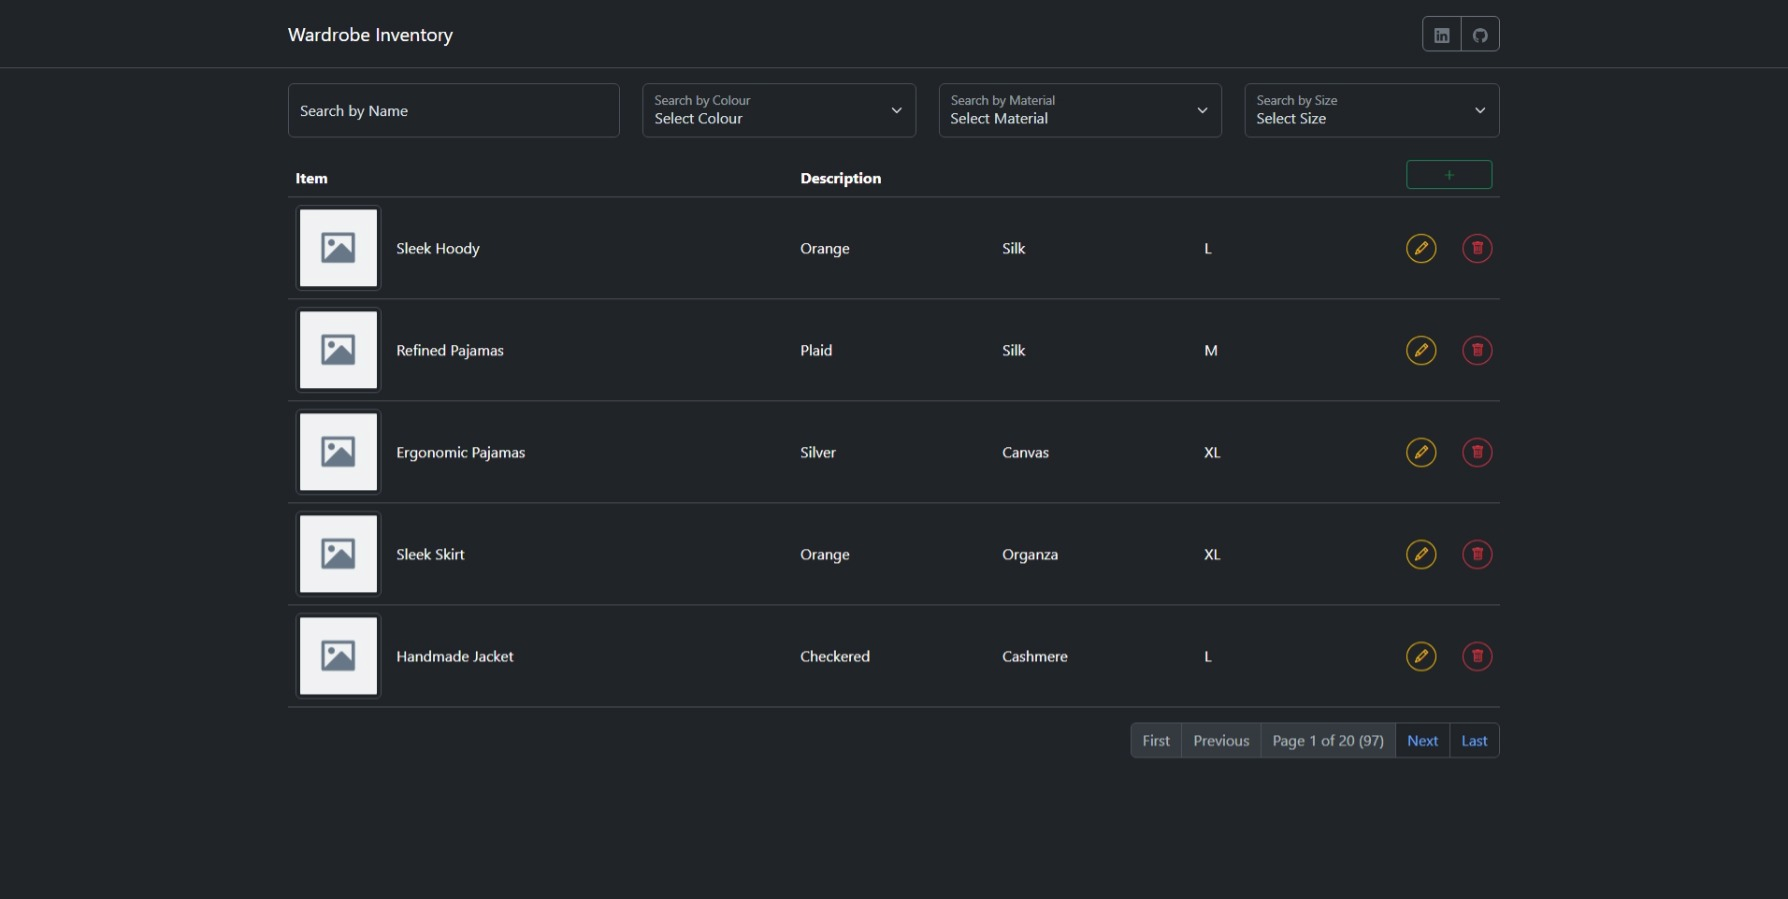 Wardrobe Inventory
Search by Name
Search by Colour
Select Colour
Search by Material
Select Material
Search by Size
Select Size
Item Description +
Sleek Hoody Orange Silk L
Refined Pajamas Plaid Silk M
Ergonomic Pajamas Silver Canvas XL
Sleek Skirt Orange Organza XL
Handmade Jacket Checkered Cashmere L
First Previous Page 1 of 20 (97) Next Last